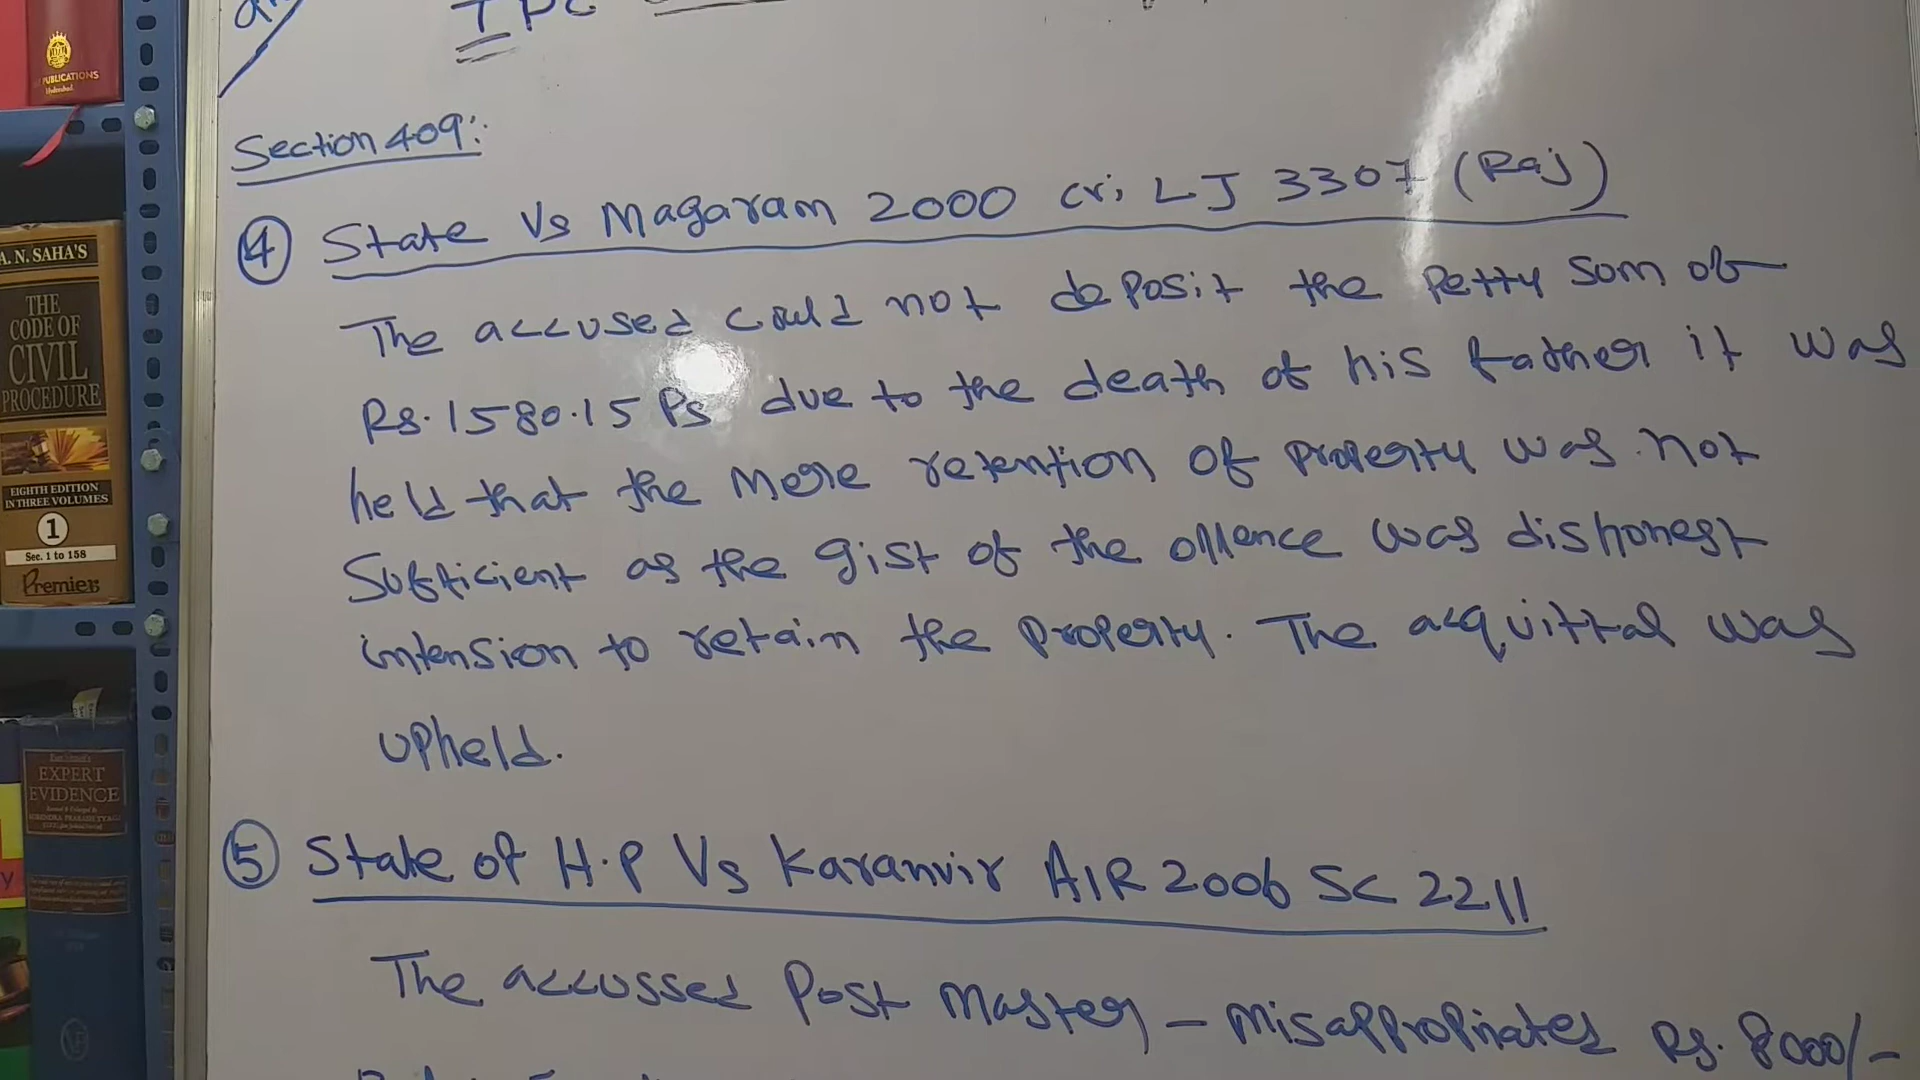 IPC
PUBLICATIONS
Hyderabad.
Section 409:
④ State Vs Magaram 2000 Cri LJ 3307 (Raj)
The accused could not deposit the Petty Sum of
Rs. 1580.15 Ps due to the death of his father it was
held that the mere retention of property was not
Sufficient as the gist of the offence was dishonest
intension to retain the property. The acquittal was
upheld.
⑤ State of H.P Vs Karanvir AIR 2006 SC 2211
The accussed Post Master – Misappropriates Rs. 8000/-
A. N. SAHA'S
THE
CODE OF
CIVIL
PROCEDURE
EIGHTH EDITION
IN THREE VOLUMES
1
Sec. 1 to 158
Premier
EXPERT
EVIDENCE